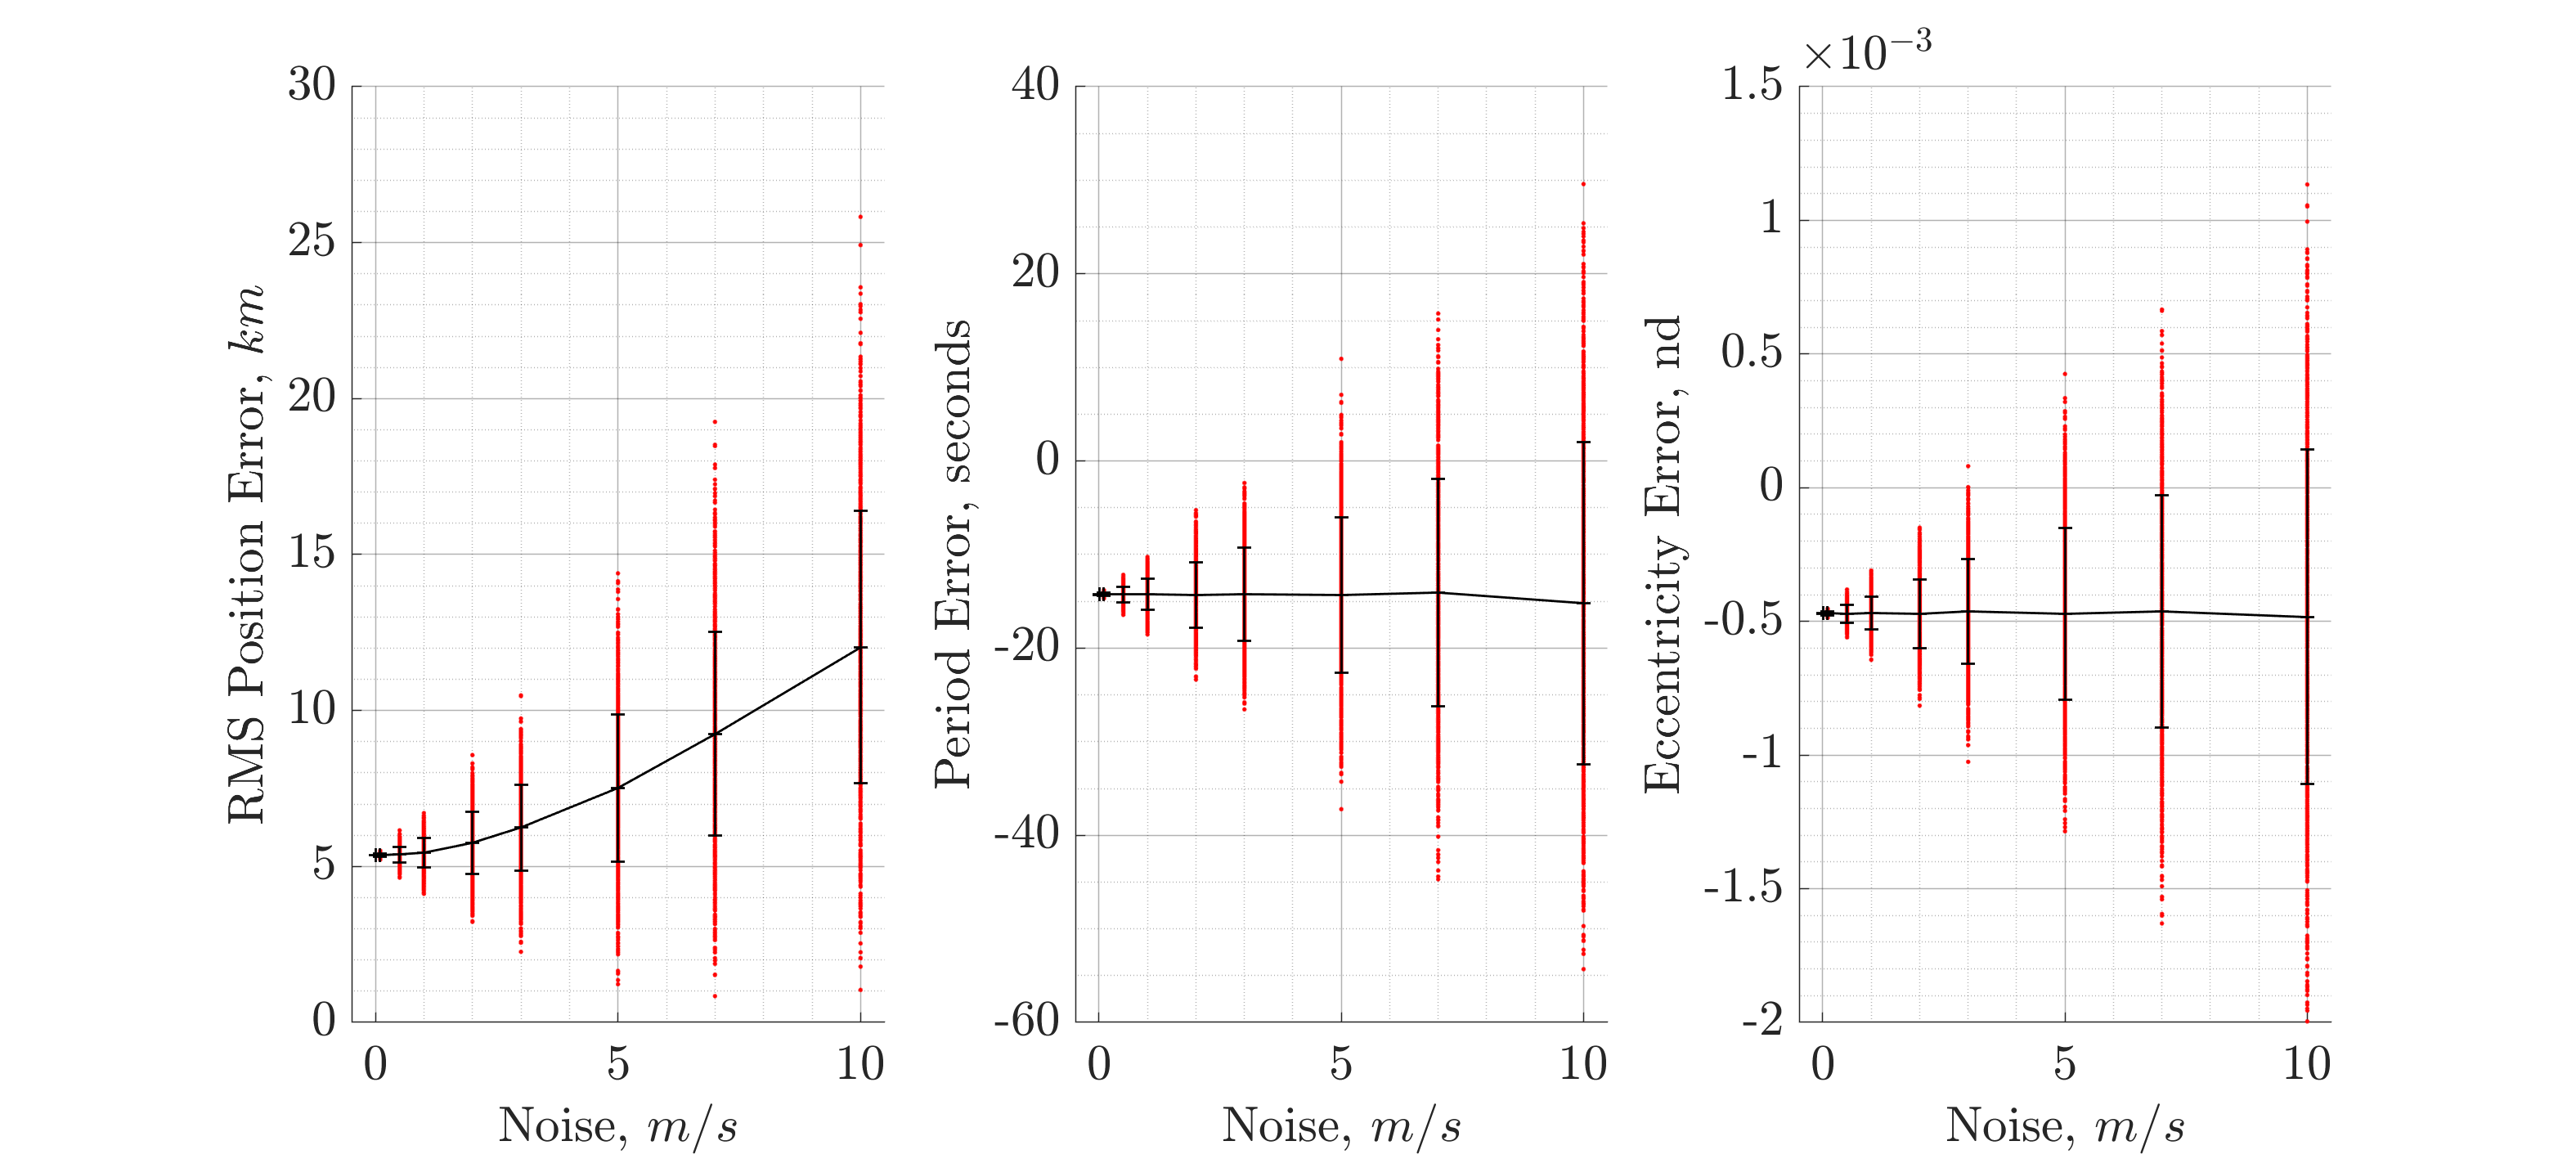 RMS Position Error, km
30
25
20
15
10
5
0
0 5 10
Noise, m/s
Period Error, seconds
40
20
0
-20
-40
-60
0 5 10
Noise, m/s
Eccentricity Error, nd
×10⁻³
1.5
1
0.5
0
-0.5
-1
-1.5
-2
0 5 10
Noise, m/s